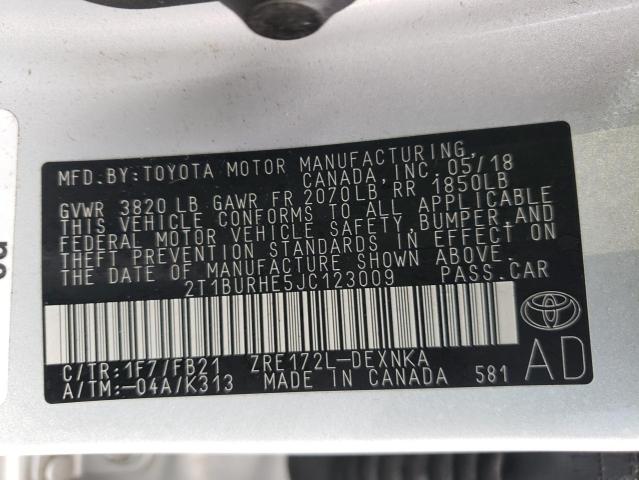 MFD.BY:TOYOTA MOTOR MANUFACTURING,
CANADA, INC. 05/18
GVWR 3820 LB GAWR FR 2070LB, RR 1850LB
THIS VEHICLE CONFORMS TO ALL APPLICABLE
FEDERAL MOTOR VEHICLE SAFETY, BUMPER, AND
THEFT PREVENTION STANDARDS IN EFFECT ON
THE DATE OF MANUFACTURE SHOWN ABOVE.
2T1BURHE5JC123009 PASS.CAR
C/TR:1F7/FB21 ZRE172L-DEXNKA
A/TM:-04A/K313 MADE IN CANADA 581
AD